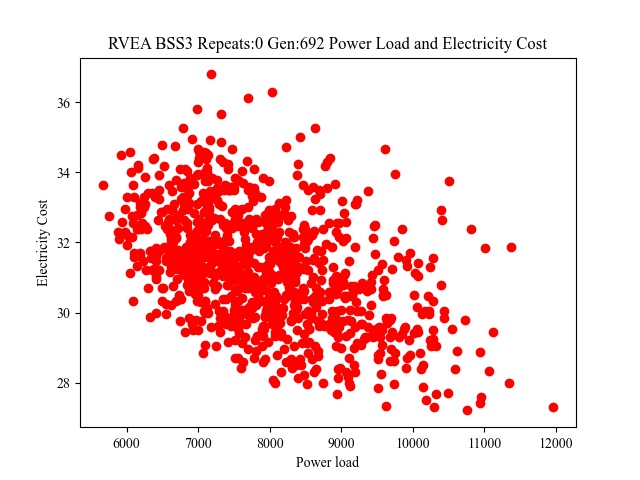 RVEA BSS3 Repeats:0 Gen:692 Power Load and Electricity Cost
36
34
32
30
28
Electricity Cost
6000 7000 8000 9000 10000 11000 12000
Power load